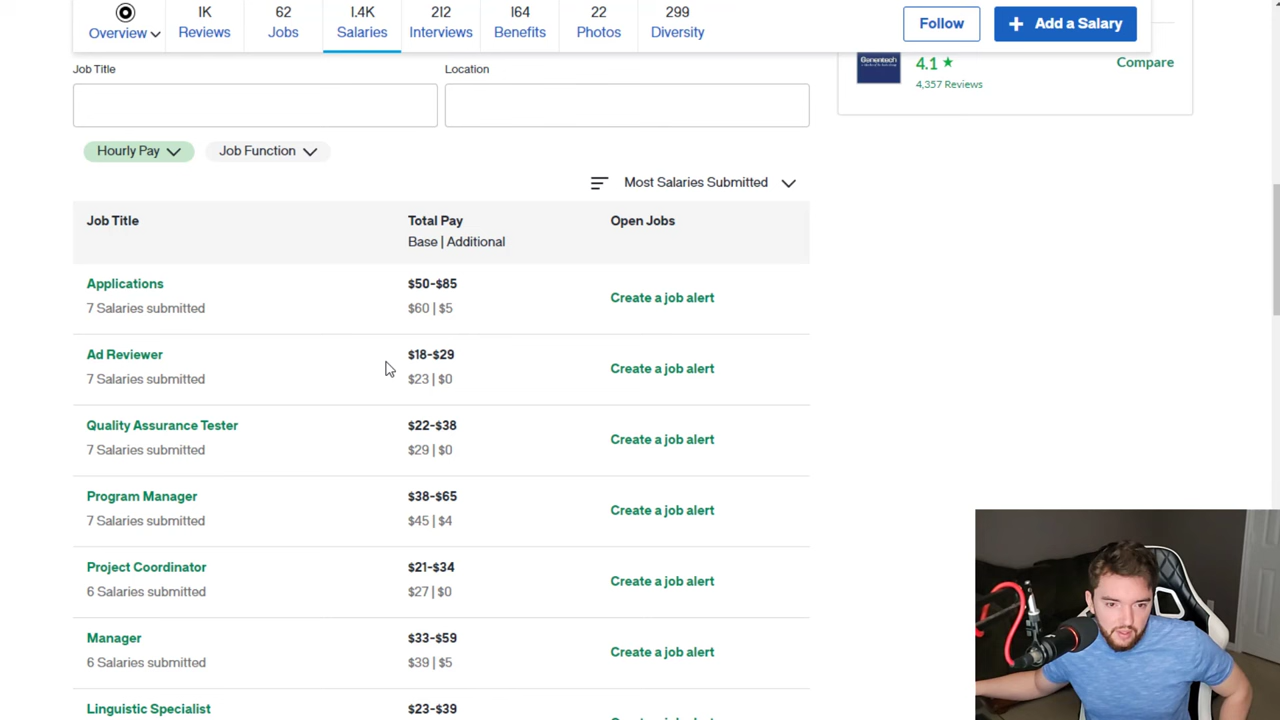 Overview
1K
Reviews
62
Jobs
1.4K
Salaries
212
Interviews
164
Benefits
22
Photos
299
Diversity
Follow
+ Add a Salary
Job Title
Location
Genentech
4.1 ★
4,357 Reviews
Compare
Hourly Pay
Job Function
Most Salaries Submitted
Job Title
Total Pay
Base | Additional
Open Jobs
Applications
7 Salaries submitted
$50-$85
$60 | $5
Create a job alert
Ad Reviewer
7 Salaries submitted
$18-$29
$23 | $0
Create a job alert
Quality Assurance Tester
7 Salaries submitted
$22-$38
$29 | $0
Create a job alert
Program Manager
7 Salaries submitted
$38-$65
$45 | $4
Create a job alert
Project Coordinator
6 Salaries submitted
$21-$34
$27 | $0
Create a job alert
Manager
6 Salaries submitted
$33-$59
$39 | $5
Create a job alert
Linguistic Specialist
$23-$39